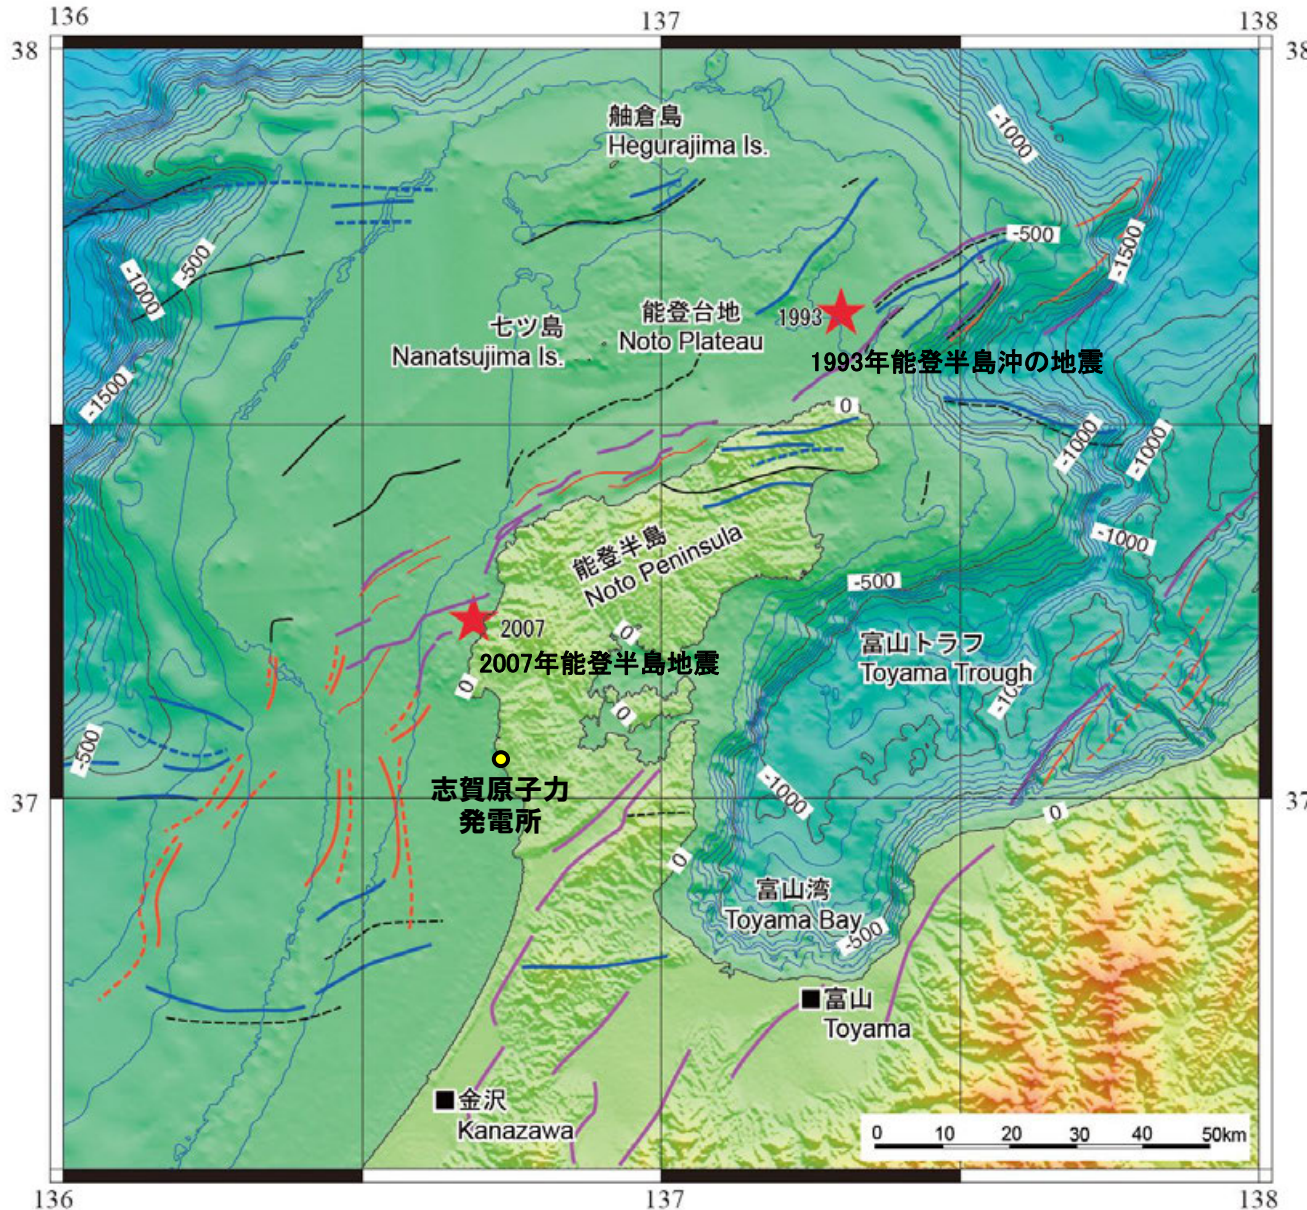 136
137
138
38
38
舳倉島
Hegurajima Is.
-1000
-500
-500
-1000
-1500
能登台地
Noto Plateau
1993
七ツ島
Nanatsujima Is.
1993年能登半島沖の地震
-1500
0
-1000
-1000
-1000
能登半島
Noto Peninsula
-500
0
2007
富山トラフ
Toyama Trough
2007年能登半島地震
0
0
-500
志賀原子力
発電所
-1000
37
37
0
0
富山湾
Toyama Bay
-500
富山
Toyama
金沢
Kanazawa
0 10 20 30 40 50km
136
137
138